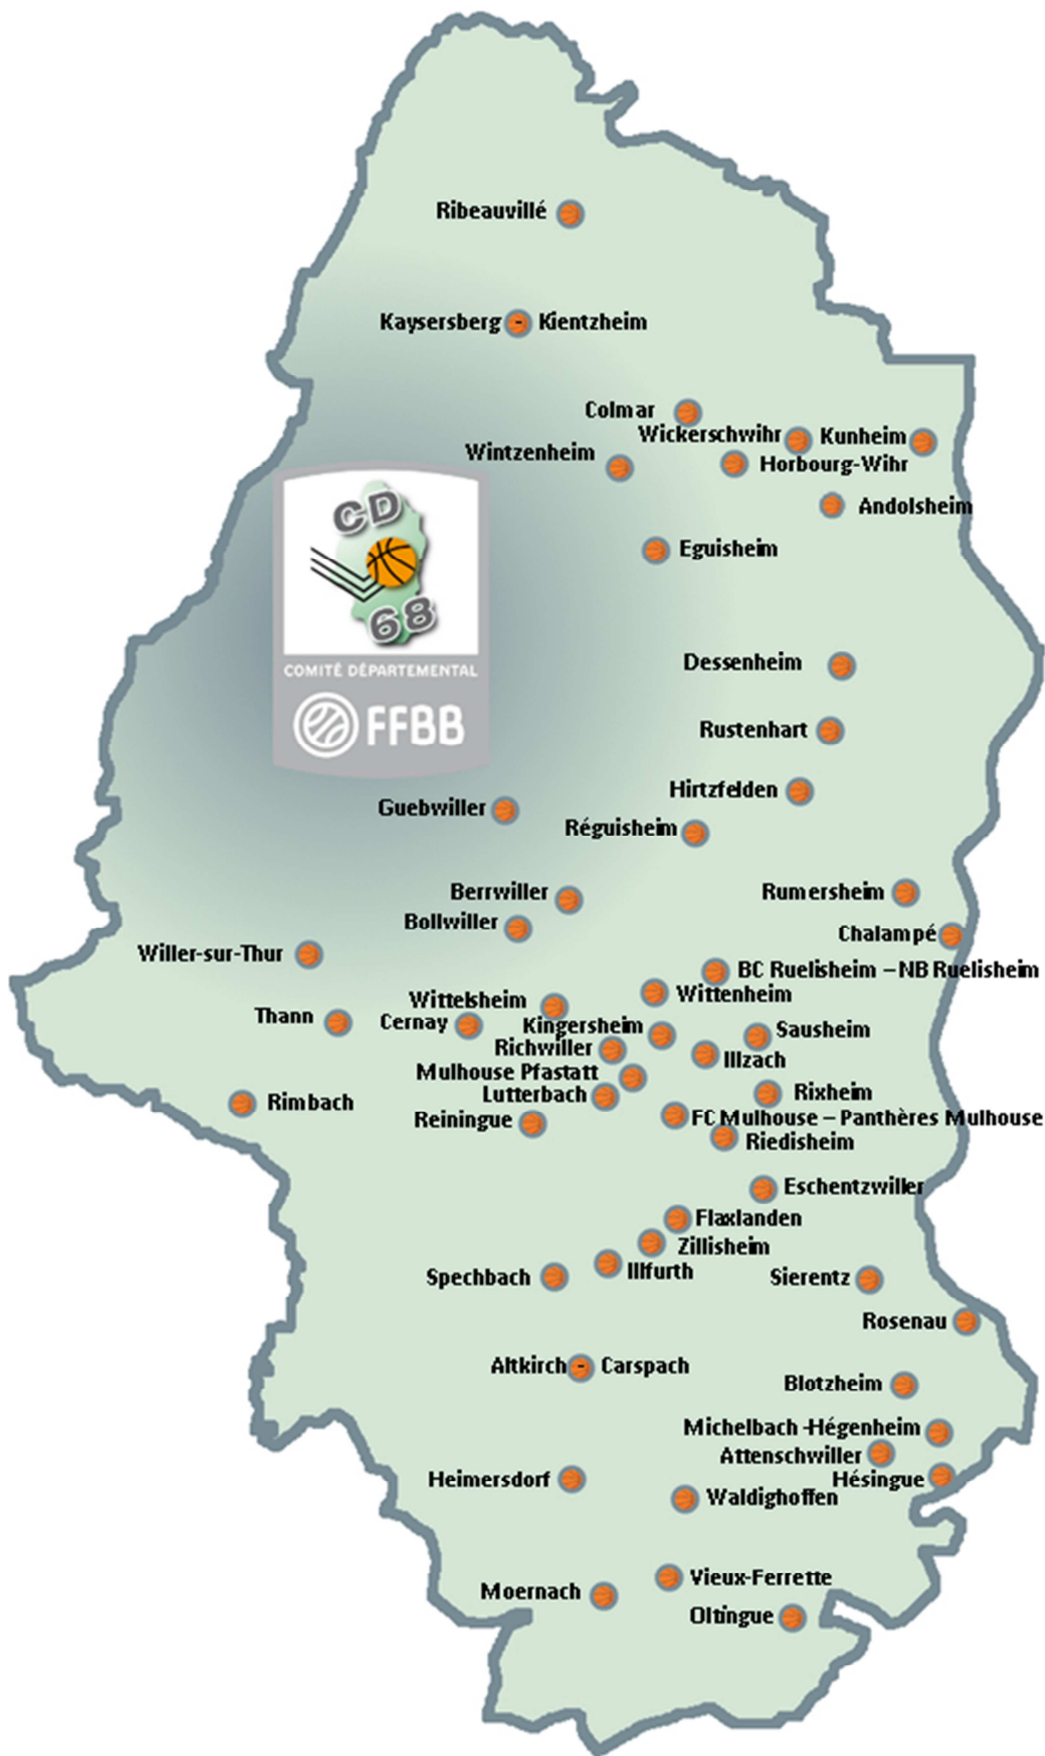 Ribeauvillé
Kaysersberg - Kientzheim
Colmar
Wickerschwihr
Kunheim
Wintzenheim
Horbourg-Wihr
CD
Andolsheim
Eguisheim
68
COMITÉ DÉPARTEMENTAL
FFBB
Dessenheim
Rustenhart
Hirtzfelden
Guebwiller
Réguisheim
Berrwiller
Rumersheim
Bollwiller
Chalampé
Willer-sur-Thur
BC Ruelisheim – NB Ruelisheim
Wittenheim
Wittelsheim
Thann
Cernay
Kingersheim
Sausheim
Richwiller
Illzach
Mulhouse Pfastatt
Lutterbach
Rixheim
Rimbach
Reiningue
FC Mulhouse – Panthères Mulhouse
Riedisheim
Eschentzwiller
Flaxlanden
Zillisheim
Illfurth
Spechbach
Sierentz
Rosenau
Altkirch - Carspach
Blotzheim
Michelbach -Hégenheim
Attenschwiller
Heimersdorf
Hésingue
Waldighoffen
Vieux-Ferrette
Moernach
Oltingue